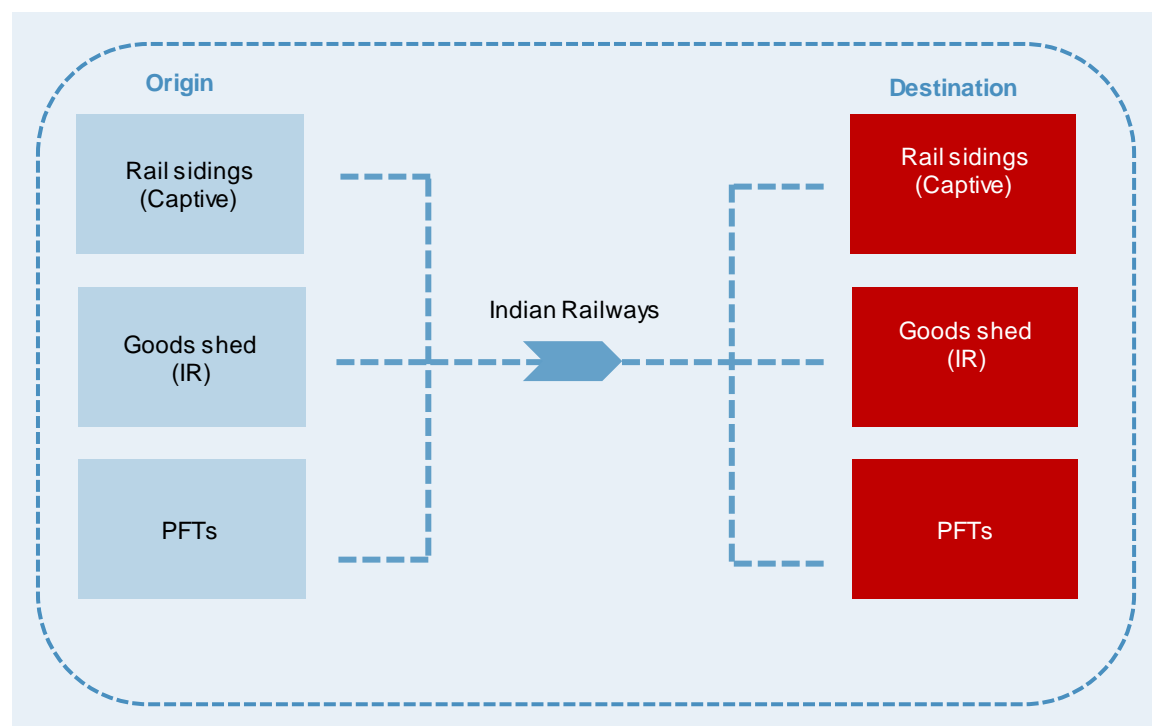 Origin
Rail sidings
(Captive)
Goods shed
(IR)
PFTs
Indian Railways
Destination
Rail sidings
(Captive)
Goods shed
(IR)
PFTs